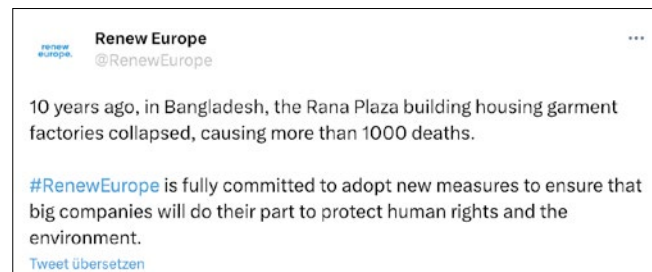 renew
europe.
Renew Europe
@RenewEurope
10 years ago, in Bangladesh, the Rana Plaza building housing garment
factories collapsed, causing more than 1000 deaths.
#RenewEurope is fully committed to adopt new measures to ensure that
big companies will do their part to protect human rights and the
environment.
Tweet übersetzen